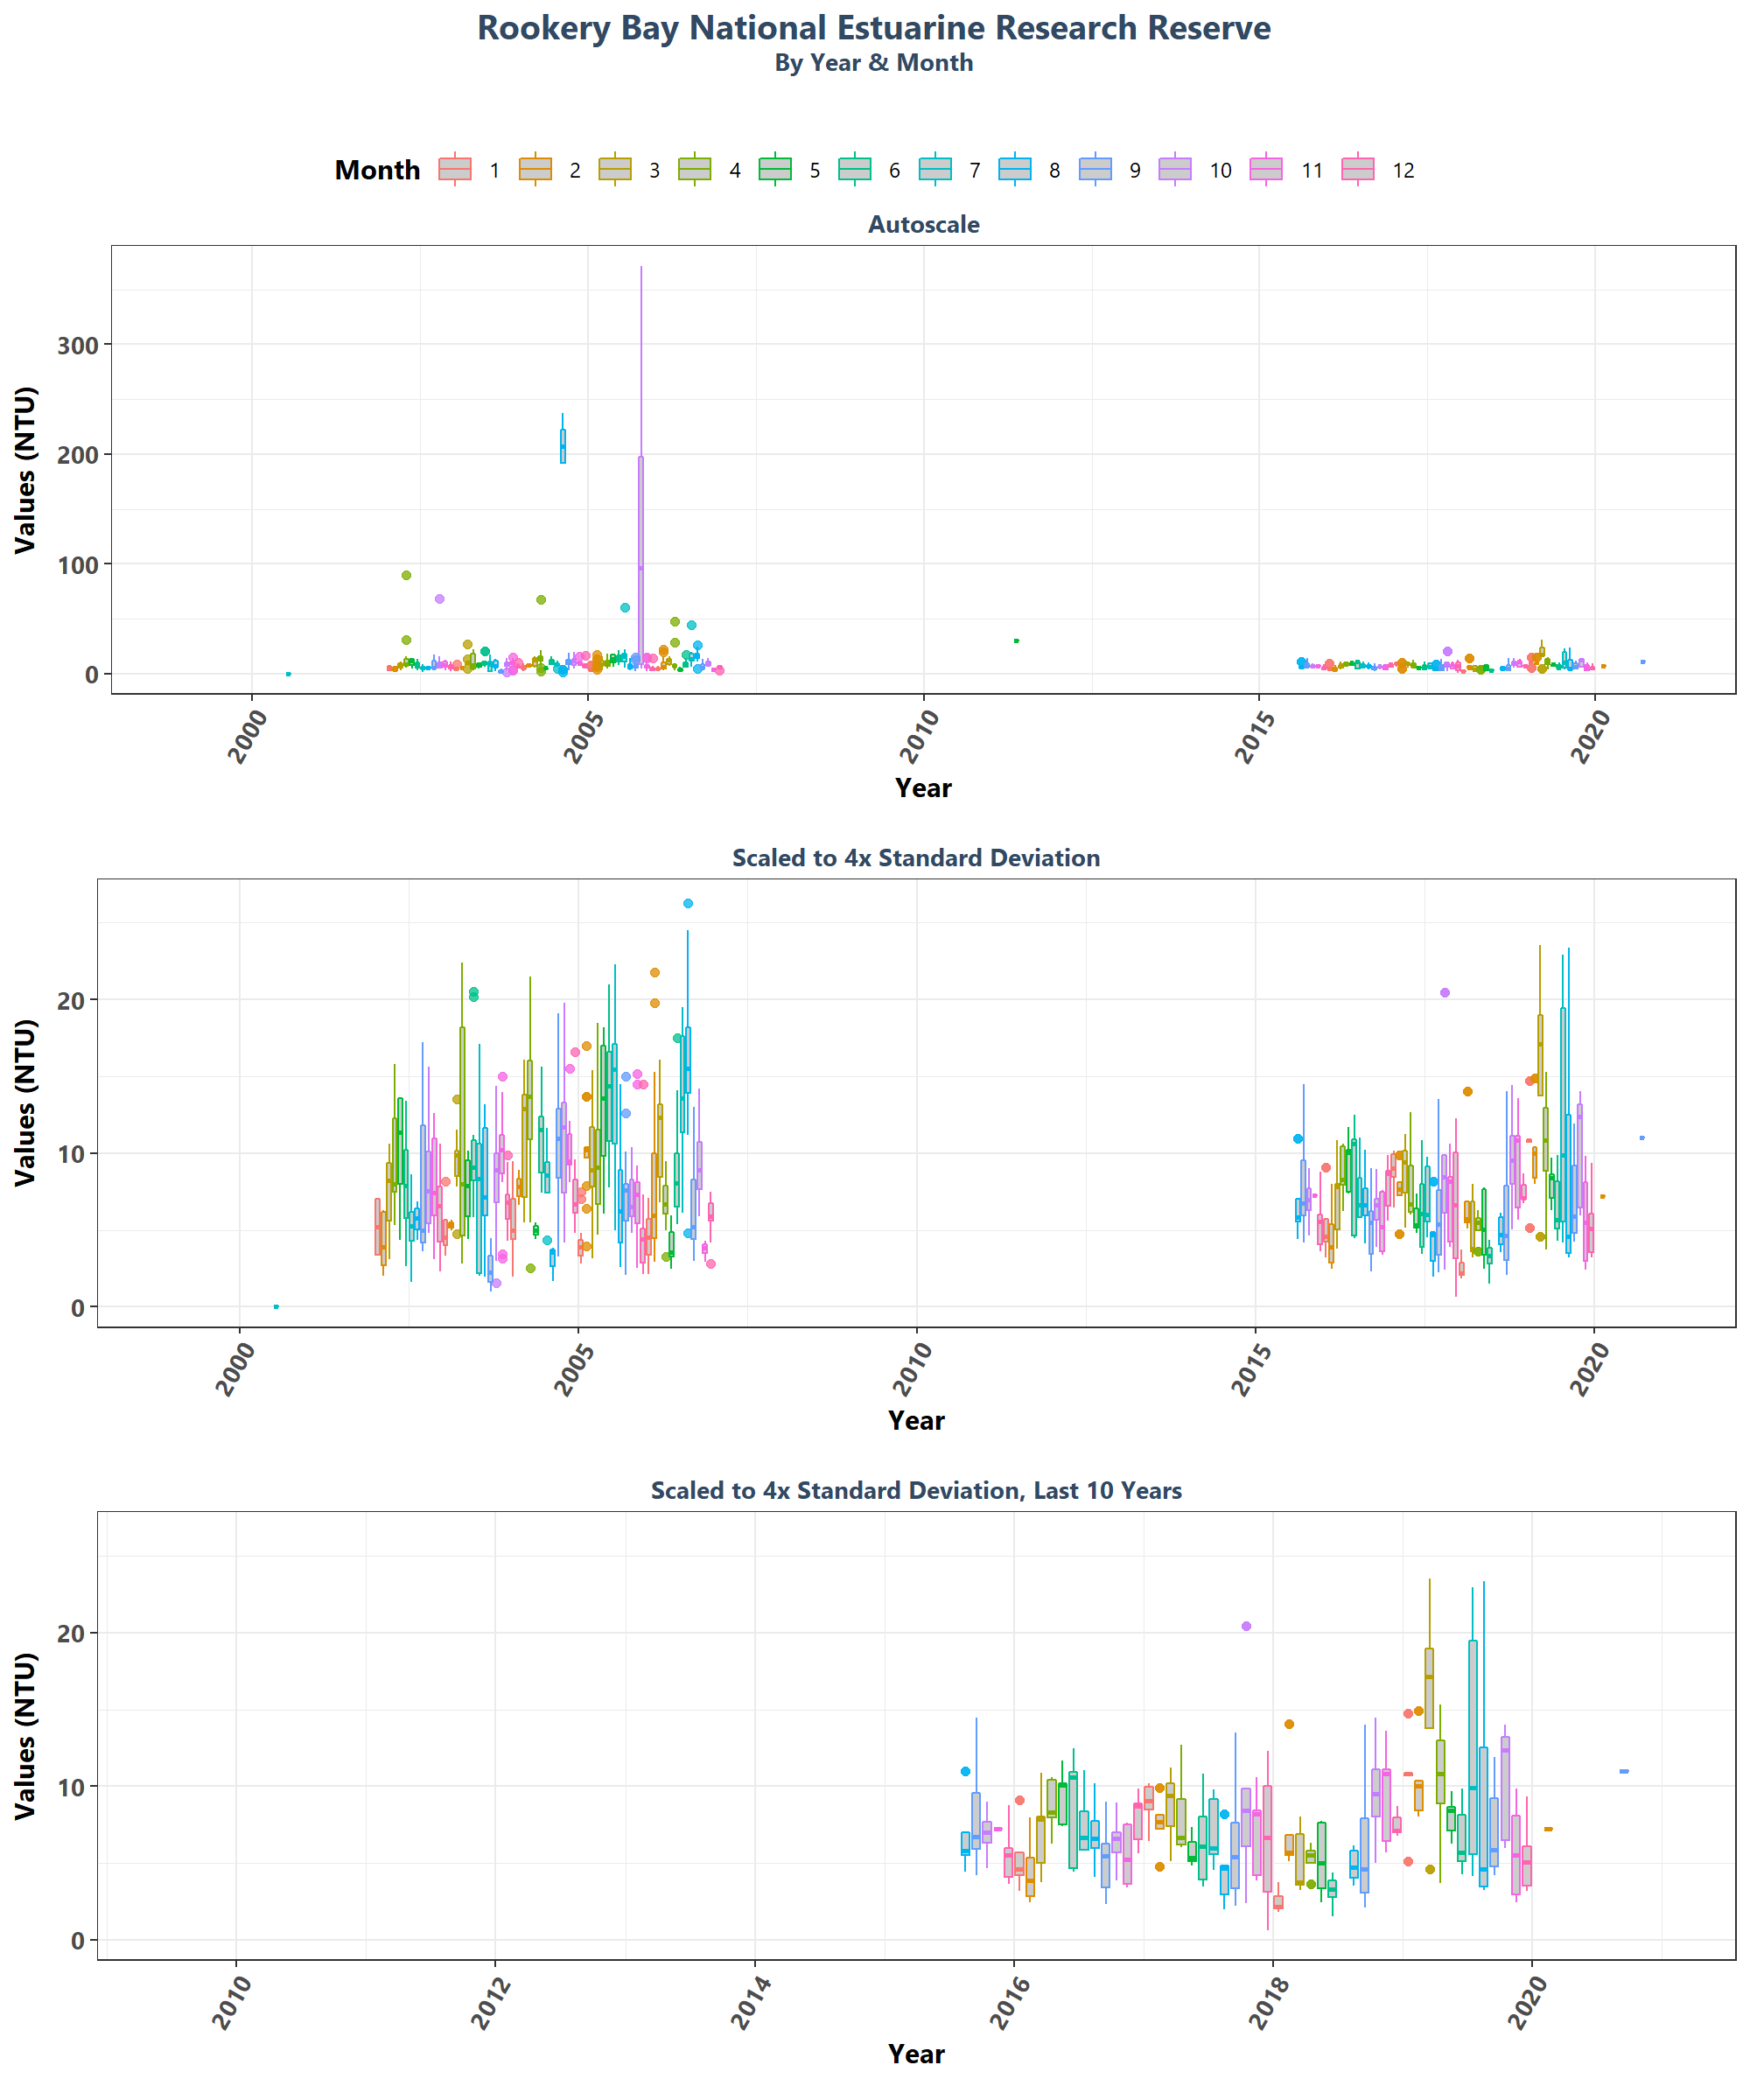 Rookery Bay National Estuarine Research Reserve
By Year & Month
Month 1 2 3 4 5 6 7 8 9 10 11 12
Autoscale
Values (NTU)
300
200
100
0
2000 2005 2010 2015 2020
Year
Scaled to 4x Standard Deviation
Values (NTU)
20
10
0
2000 2005 2010 2015 2020
Year
Scaled to 4x Standard Deviation, Last 10 Years
Values (NTU)
20
10
0
2010 2012 2014 2016 2018 2020
Year